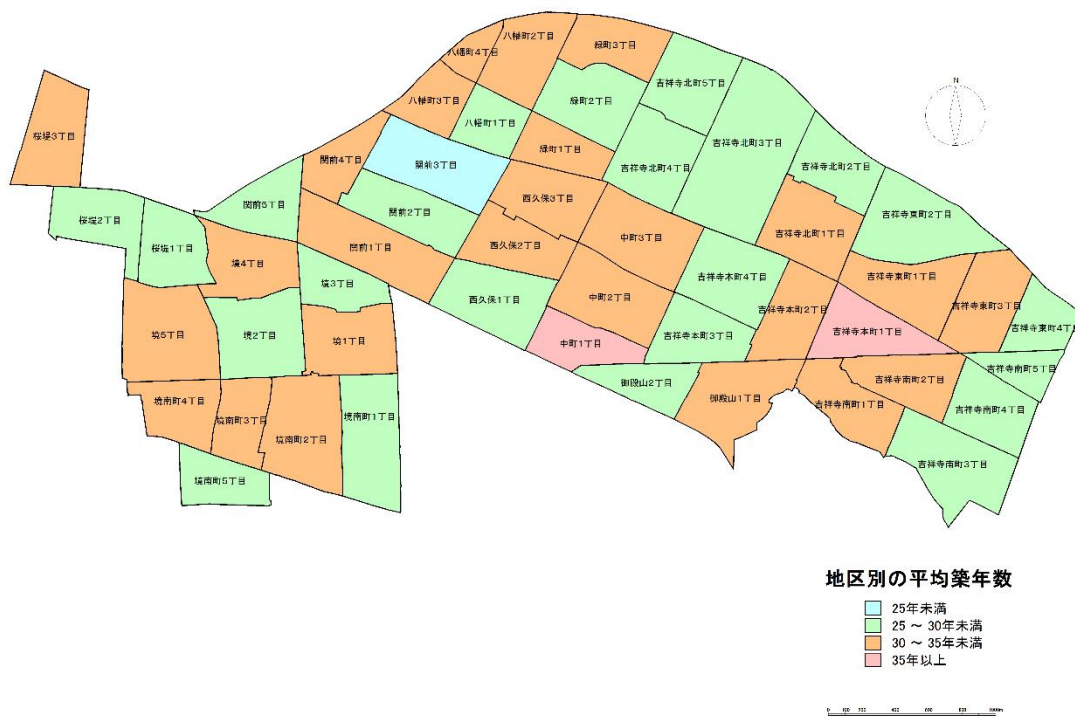 八幡町2丁目
八幡町4丁目
緑町3丁目
吉祥寺北町5丁目
N
八幡町3丁目
緑町2丁目
八幡町1丁目
桜堤3丁目
関前4丁目
関前3丁目
緑町1丁目
吉祥寺北町4丁目
吉祥寺北町3丁目
吉祥寺北町2丁目
関前5丁目
関前2丁目
西久保3丁目
桜堤2丁目
吉祥寺東町2丁目
中町3丁目
吉祥寺北町1丁目
桜堤1丁目
関前1丁目
西久保2丁目
境4丁目
吉祥寺本町4丁目
吉祥寺東町1丁目
境3丁目
西久保1丁目
中町2丁目
吉祥寺本町2丁目
吉祥寺東町3丁目
境5丁目
境2丁目
境1丁目
中町1丁目
吉祥寺本町3丁目
吉祥寺本町1丁目
吉祥寺東町4丁目
御殿山2丁目
吉祥寺南町5丁目
吉祥寺南町2丁目
境南町4丁目
御殿山1丁目
吉祥寺南町1丁目
吉祥寺南町4丁目
境南町3丁目
境南町1丁目
境南町2丁目
吉祥寺南町3丁目
境南町5丁目
地区別の平均築年数
25年未満
25 ～ 30年未満
30 ～ 35年未満
35年以上